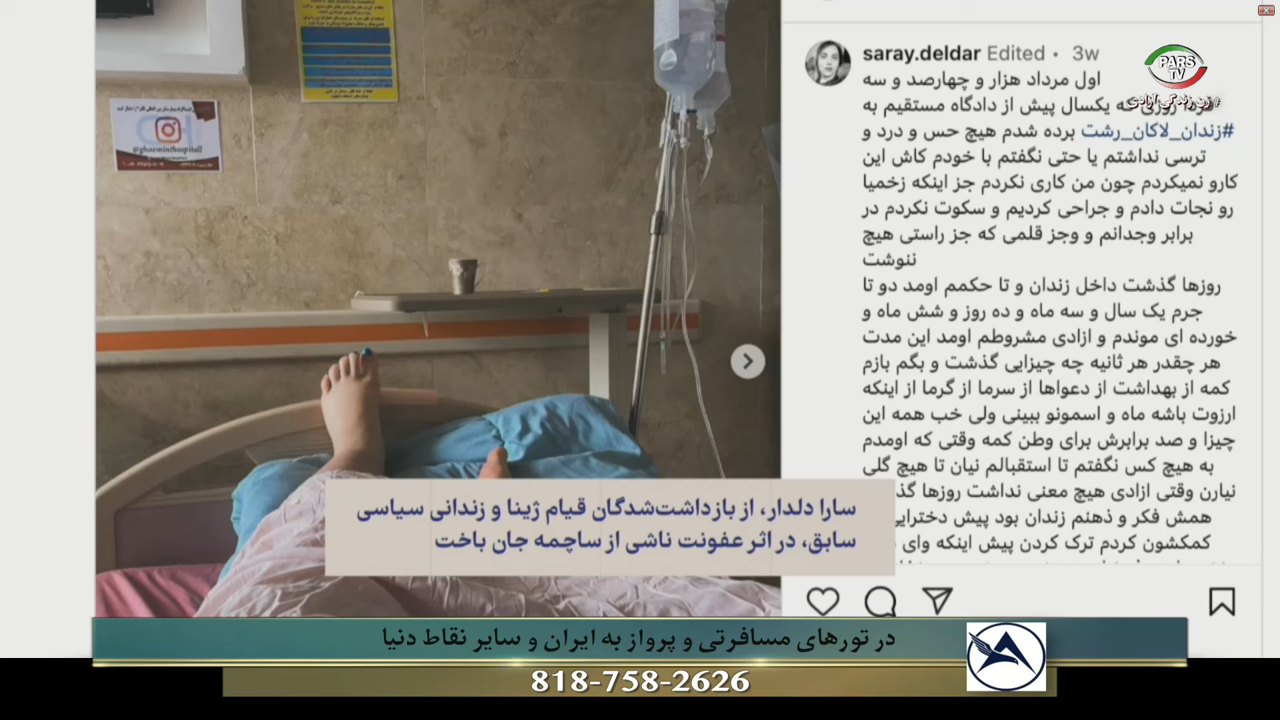 saray.deldar Edited • 3w
اول مرداد هزار و چهارصد و سه
روزی که یکسال پیش از دادگاه مستقیم به
#زندان_لاکان_رشت برده شدم هیچ حس و درد و
ترسی نداشتم یا حتی نگفتم با خودم کاش این
کارو نمیکردم چون من کاری نکردم جز اینکه زخمیا
رو نجات دادم و جراحی کردیم و سکوت نکردم در
برابر وجدانم و وجز قلمی که جز راستی هیچ
ننوشت
روزها گذشت داخل زندان و تا حکمم اومد دو تا
جرم یک سال و سه ماه و ده روز و شش ماه و
خورده ای موندم و ازادی مشروطم اومد این مدت
هر چقدر هر ثانیه چه چیزایی گذشت و بگم بازم
کمه از بهداشت از دعواها از سرما از گرما از اینکه
ارزوت باشه ماه و اسمونو ببینی ولی خب همه این
چیزا و صد برابرش برای وطن کمه وقتی که اومدم
به هیچ کس نگفتم تا استقبالم نیان تا هیچ گلی
نیارن وقتی ازادی هیچ معنی نداشت روزها
همش فکر و ذهنم زندان بود پیش
کمکشون کردم ترک کردن پیش اینکه وای
PARS
TV
#زن_زندگی_آزادی
@ghaeminthospitall
سارا دلدار، از بازداشت‌شدگان قیام ژینا و زندانی سیاسی
سابق، در اثر عفونت ناشی از ساچمه جان باخت
در تورهای مسافرتی و پرواز به ایران و سایر نقاط دنیا
818-758-2626